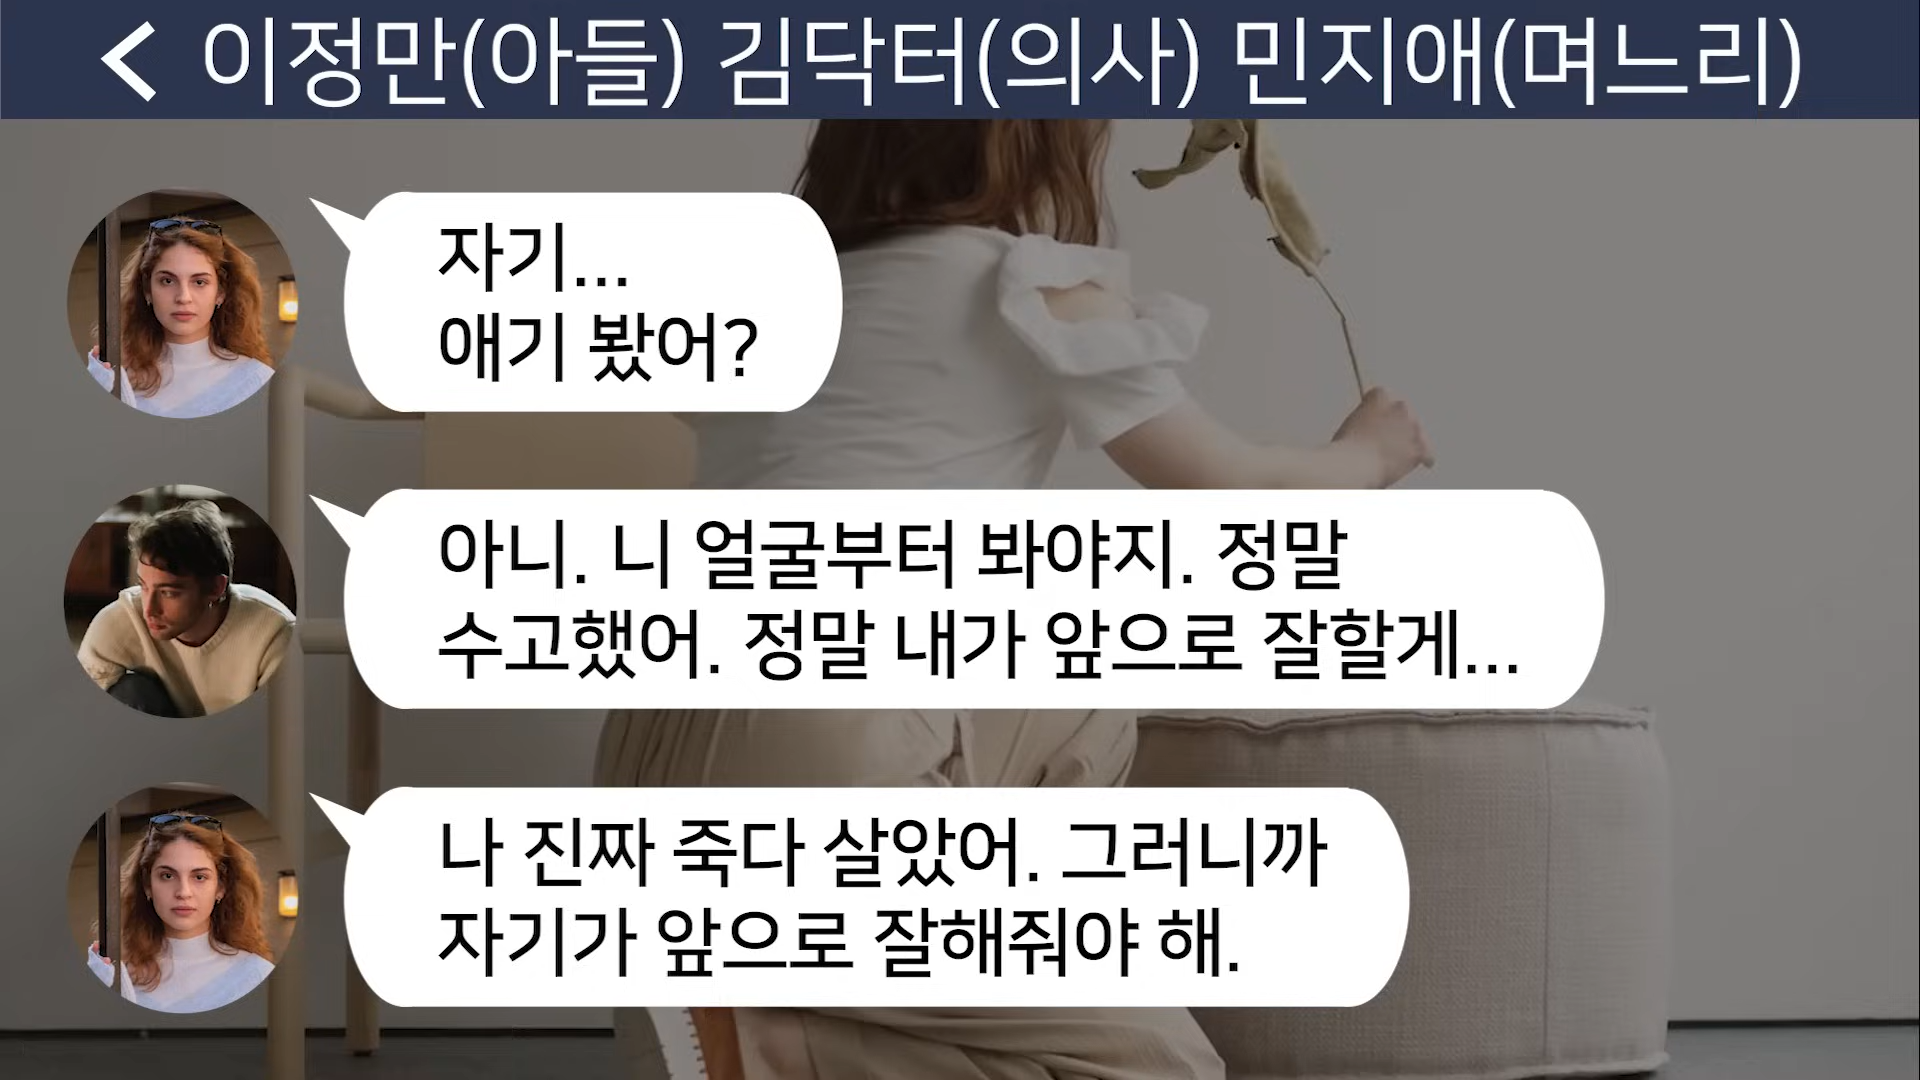 이정만(아들) 김닥터(의사) 민지애(며느리)
자기...
애기 봤어?
아니. 니 얼굴부터 봐야지. 정말
수고했어. 정말 내가 앞으로 잘할게...
나 진짜 죽다 살았어. 그러니까
자기가 앞으로 잘해줘야 해.